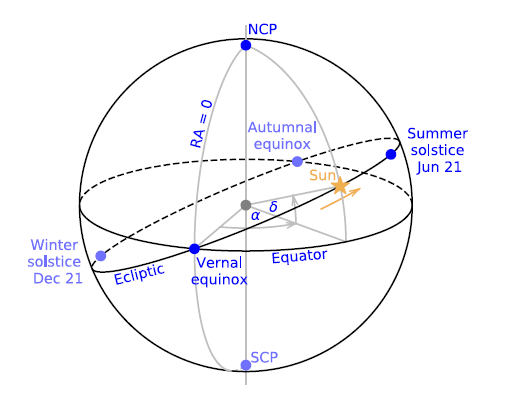 NCP
RA = 0
Autumnal
equinox
Summer
solstice
Jun 21
Sun
δ
α
Winter
solstice
Dec 21
Ecliptic
Vernal
equinox
Equator
SCP